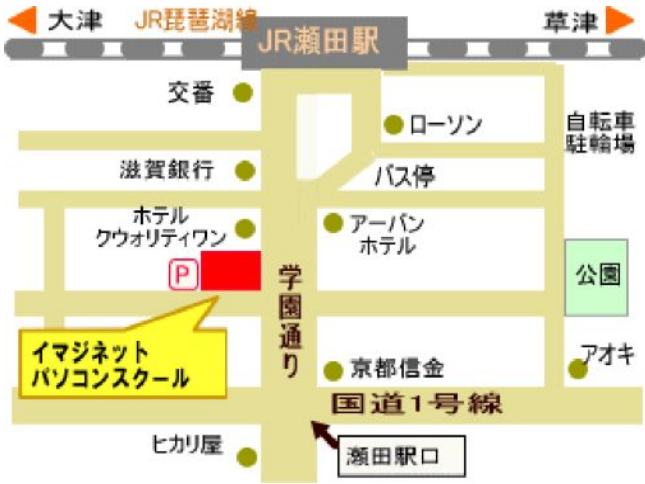 大津
JR琵琶湖線
JR瀬田駅
草津
交番
ローソン
自転車
駐輪場
滋賀銀行
バス停
ホテル
クウォリティワン
アーバン
ホテル
P
学園通り
公園
イマジネット
パソコンスクール
京都信金
アオキ
国道1号線
ヒカリ屋
瀬田駅口